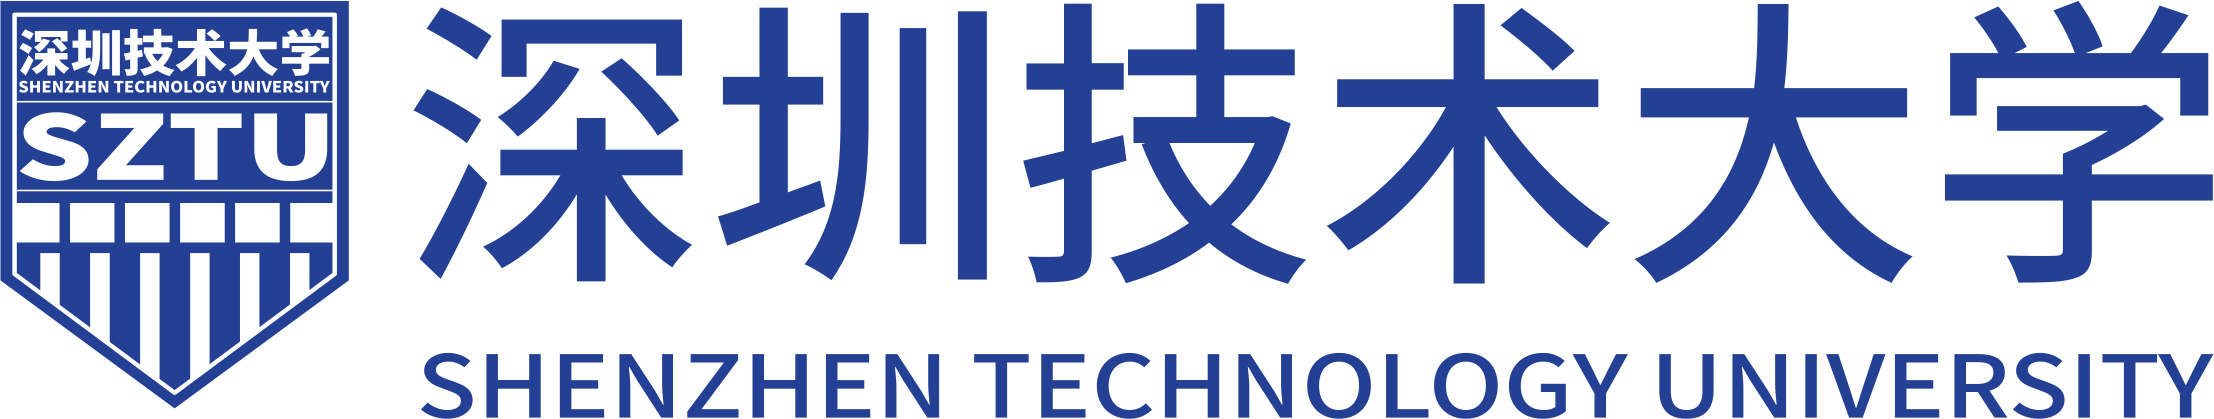 深圳技术大学
SHENZHEN TECHNOLOGY UNIVERSITY
SZTU
深圳技术大学
SHENZHEN TECHNOLOGY UNIVERSITY